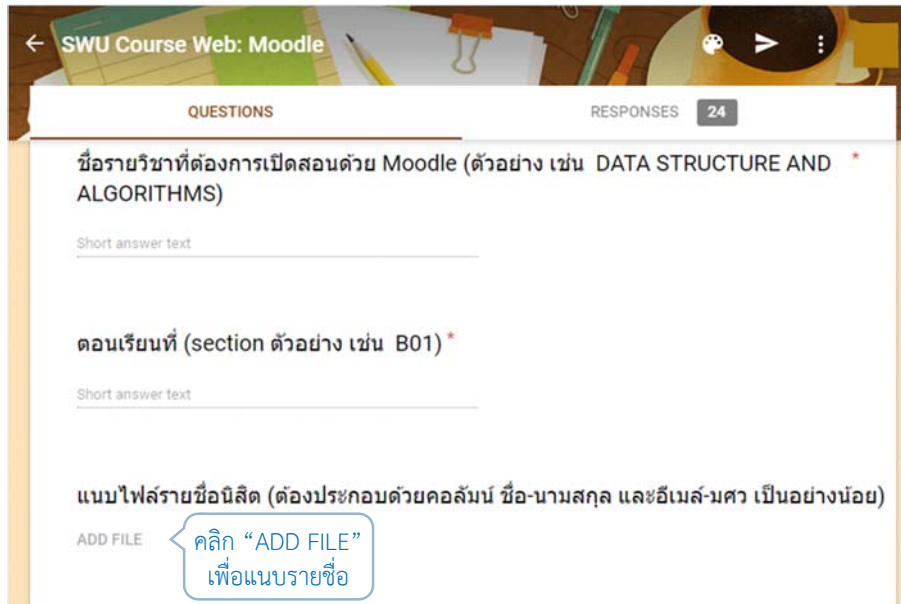 SWU Course Web: Moodle
QUESTIONS
RESPONSES 24
ชื่อรายวิชาที่ต้องการเปิดสอนด้วย Moodle (ตัวอย่าง เช่น DATA STRUCTURE AND *
ALGORITHMS)
Short answer text
ตอนเรียนที่ (section ตัวอย่าง เช่น B01) *
Short answer text
แนบไฟล์รายชื่อนิสิต (ต้องประกอบด้วยคอลัมน์ ชื่อ-นามสกุล และอีเมล์-มศว เป็นอย่างน้อย)
ADD FILE
คลิก “ADD FILE”
เพื่อแนบรายชื่อ